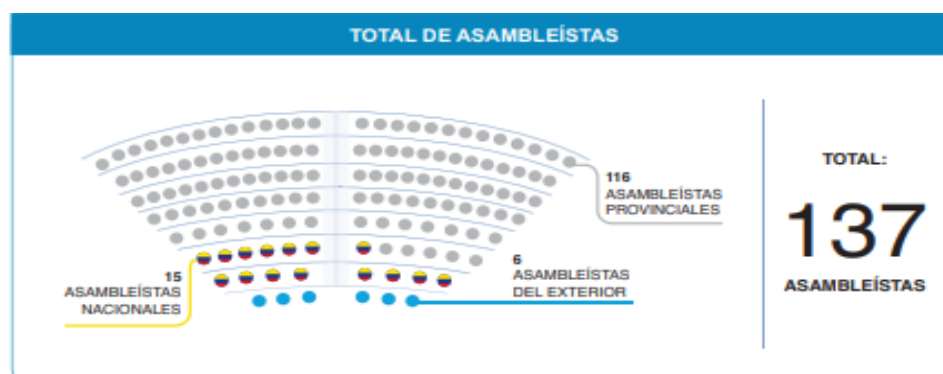 TOTAL DE ASAMBLEÍSTAS
116
ASAMBLEÍSTAS
PROVINCIALES
15
ASAMBLEÍSTAS
NACIONALES
6
ASAMBLEÍSTAS
DEL EXTERIOR
TOTAL:
137
ASAMBLEÍSTAS